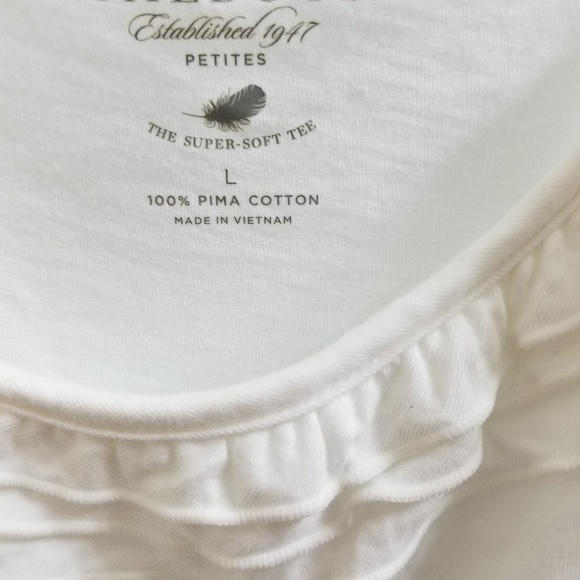 Established 1947
PETITES
THE SUPER-SOFT TEE
L
100% PIMA COTTON
MADE IN VIETNAM